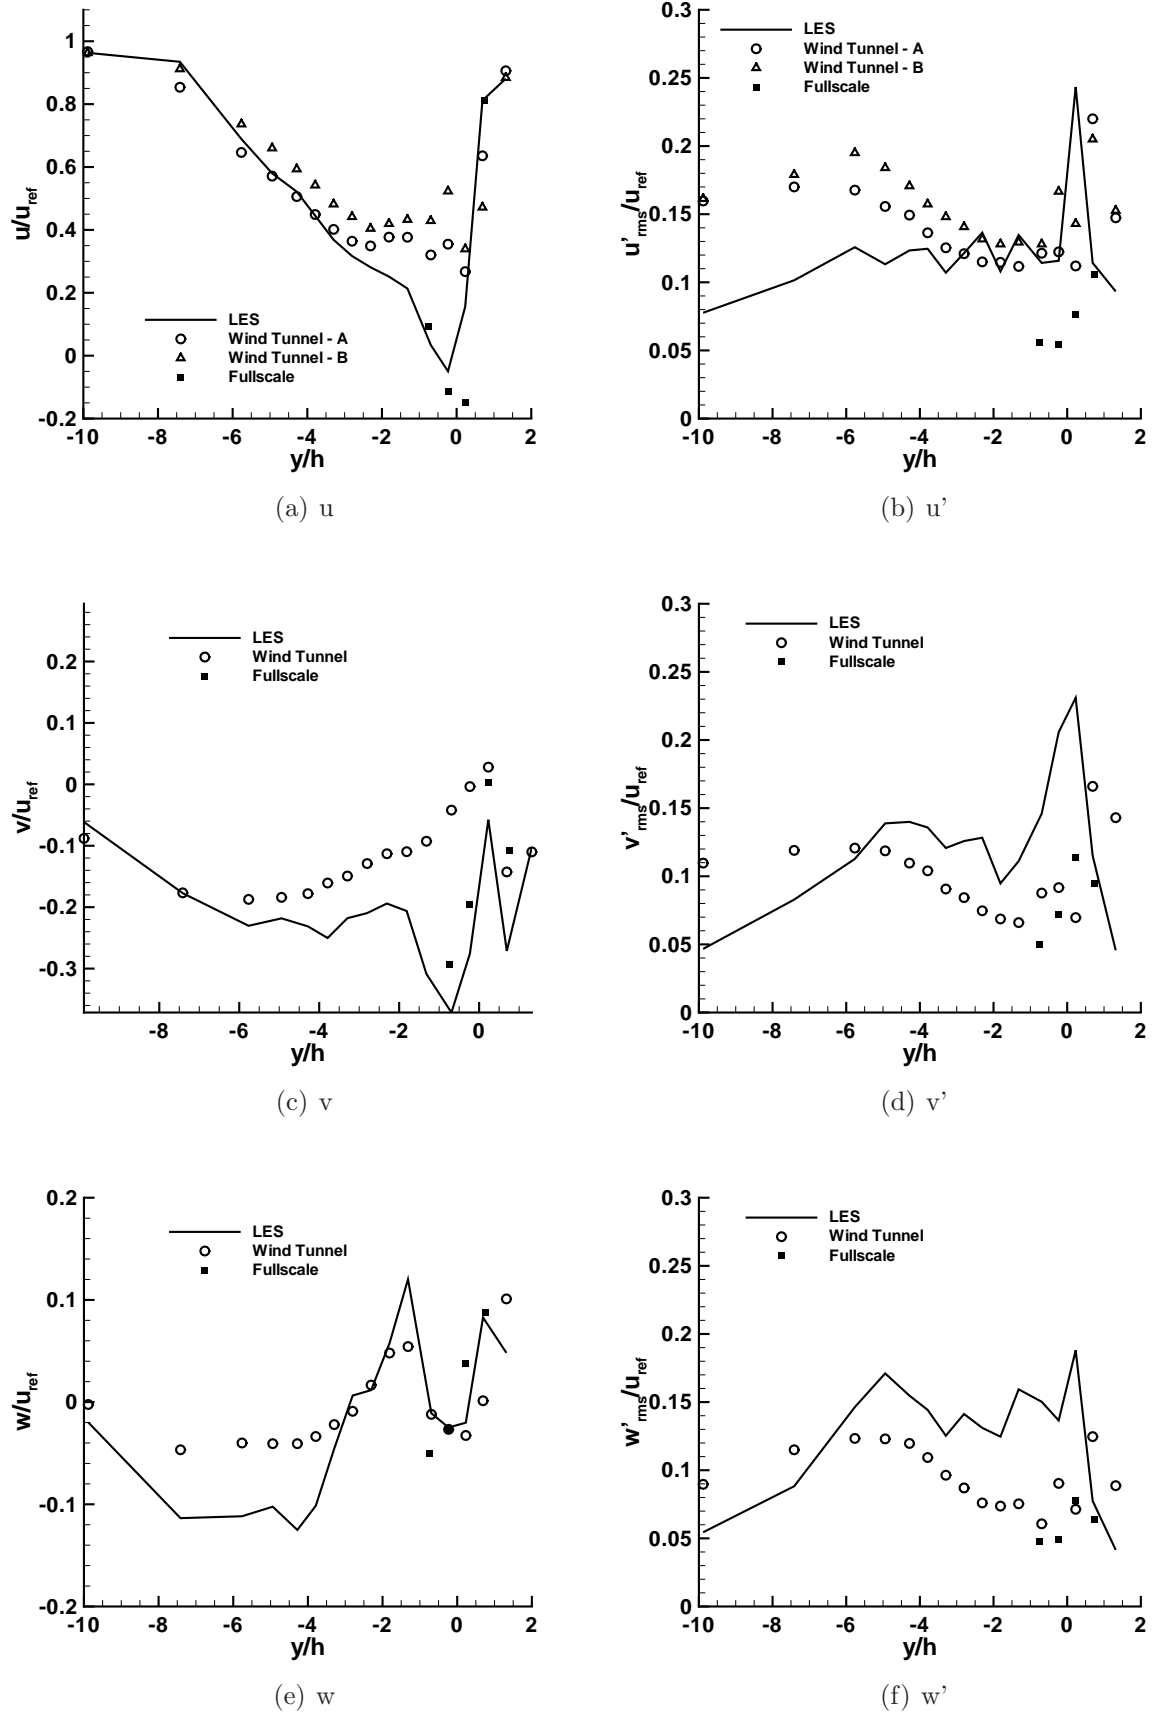 1
0.8
0.6
0.4
0.2
0
-0.2
u/u_ref
LES
Wind Tunnel - A
Wind Tunnel - B
Fullscale
-10 -8 -6 -4 -2 0 2
y/h
(a) u
0.3
0.25
0.2
0.15
0.1
0.05
0
u'_rms/u_ref
LES
Wind Tunnel - A
Wind Tunnel - B
Fullscale
-10 -8 -6 -4 -2 0 2
y/h
(b) u'
0.2
0.1
0
-0.1
-0.2
-0.3
v/u_ref
LES
Wind Tunnel
Fullscale
-8 -6 -4 -2 0
y/h
(c) v
0.3
0.25
0.2
0.15
0.1
0.05
0
v'_rms/u_ref
LES
Wind Tunnel
Fullscale
-10 -8 -6 -4 -2 0 2
y/h
(d) v'
0.2
0.1
0
-0.1
-0.2
w/u_ref
LES
Wind Tunnel
Fullscale
-10 -8 -6 -4 -2 0 2
y/h
(e) w
0.3
0.25
0.2
0.15
0.1
0.05
0
w'_rms/u_ref
LES
Wind Tunnel
Fullscale
-10 -8 -6 -4 -2 0 2
y/h
(f) w'